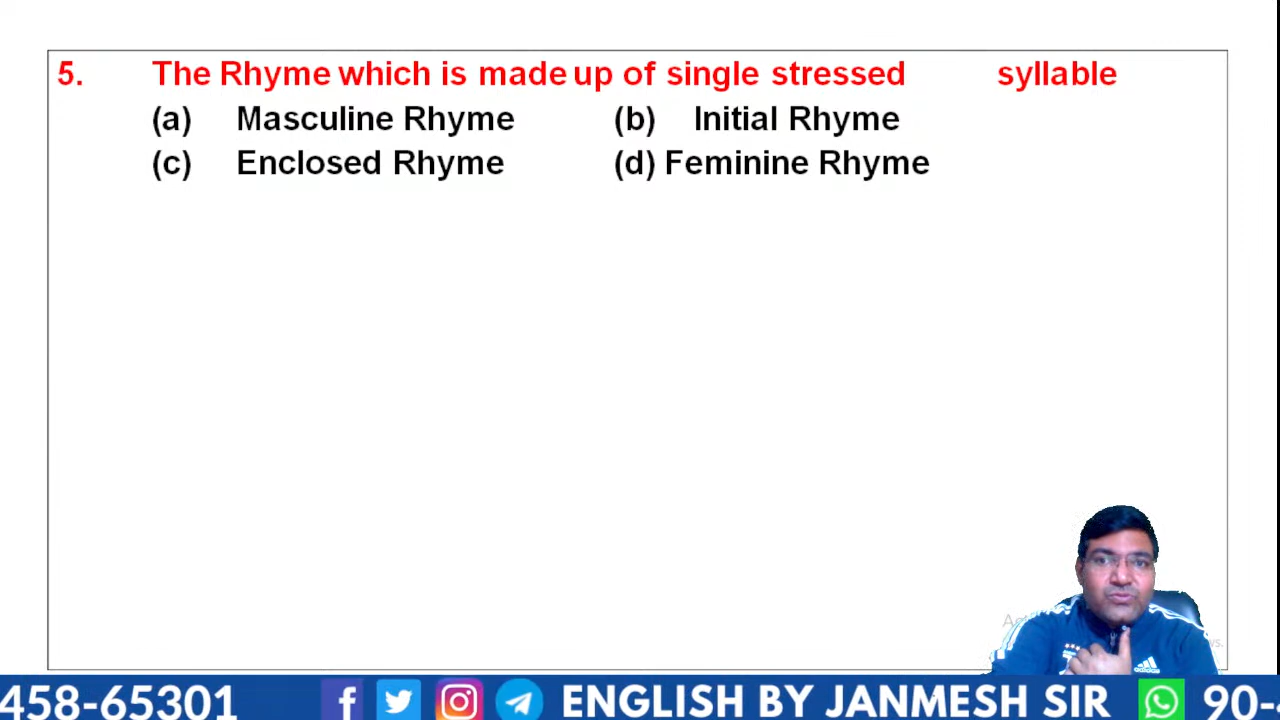 5. The Rhyme which is made up of single stressed syllable
(a) Masculine Rhyme (b) Initial Rhyme
(c) Enclosed Rhyme (d) Feminine Rhyme
458-65301 ENGLISH BY JANMESH SIR 90-